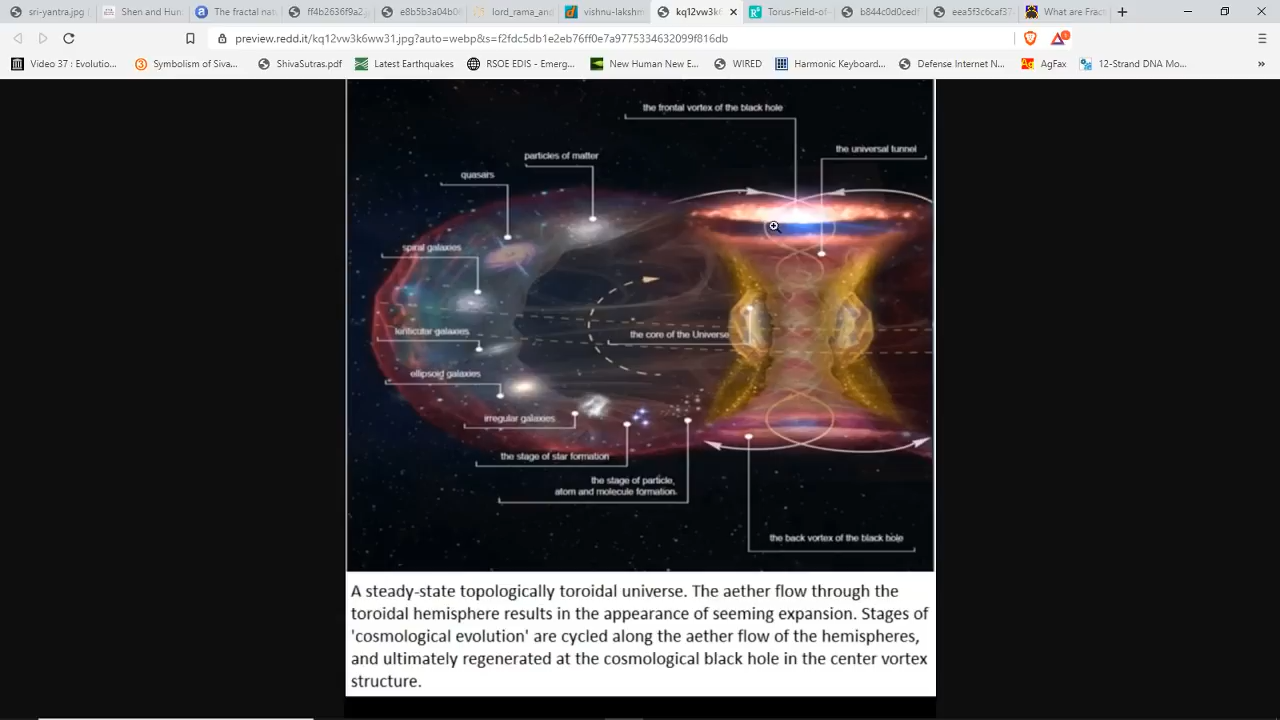 sri-yantra.jpg (
Shen and Hun:
The fractal nat
ff4b2636f9a2.
e8b5b3a04b0
lord_rama_and
vishnu-lakshm
kq12vw3k6
Torus-Field-of-
b844c0d0cedf
eea5f3c6caf37
What are Fract
preview.redd.it/kq12vw3k6ww31.jpg?auto=webp&s=f2fdc5db1e2eb76ff0e7a9775334632099f816db
Video 37 : Evolutio...
Symbolism of Siva...
ShivaSutras.pdf
Latest Earthquakes
RSOE EDIS - Emerg...
New Human New E...
WIRED
Harmonic Keyboard...
Defense Internet N...
AgFax
12-Strand DNA Mo...
the frontal vortex of the black hole
the universal tunnel
particles of matter
quasars
spiral galaxies
the core of the Universe
lenticular galaxies
ellipsoid galaxies
irregular galaxies
the stage of star formation
the stage of particle,
atom and molecule formation.
the back vortex of the black hole
A steady-state topologically toroidal universe. The aether flow through the
toroidal hemisphere results in the appearance of seeming expansion. Stages of
'cosmological evolution' are cycled along the aether flow of the hemispheres,
and ultimately regenerated at the cosmological black hole in the center vortex
structure.